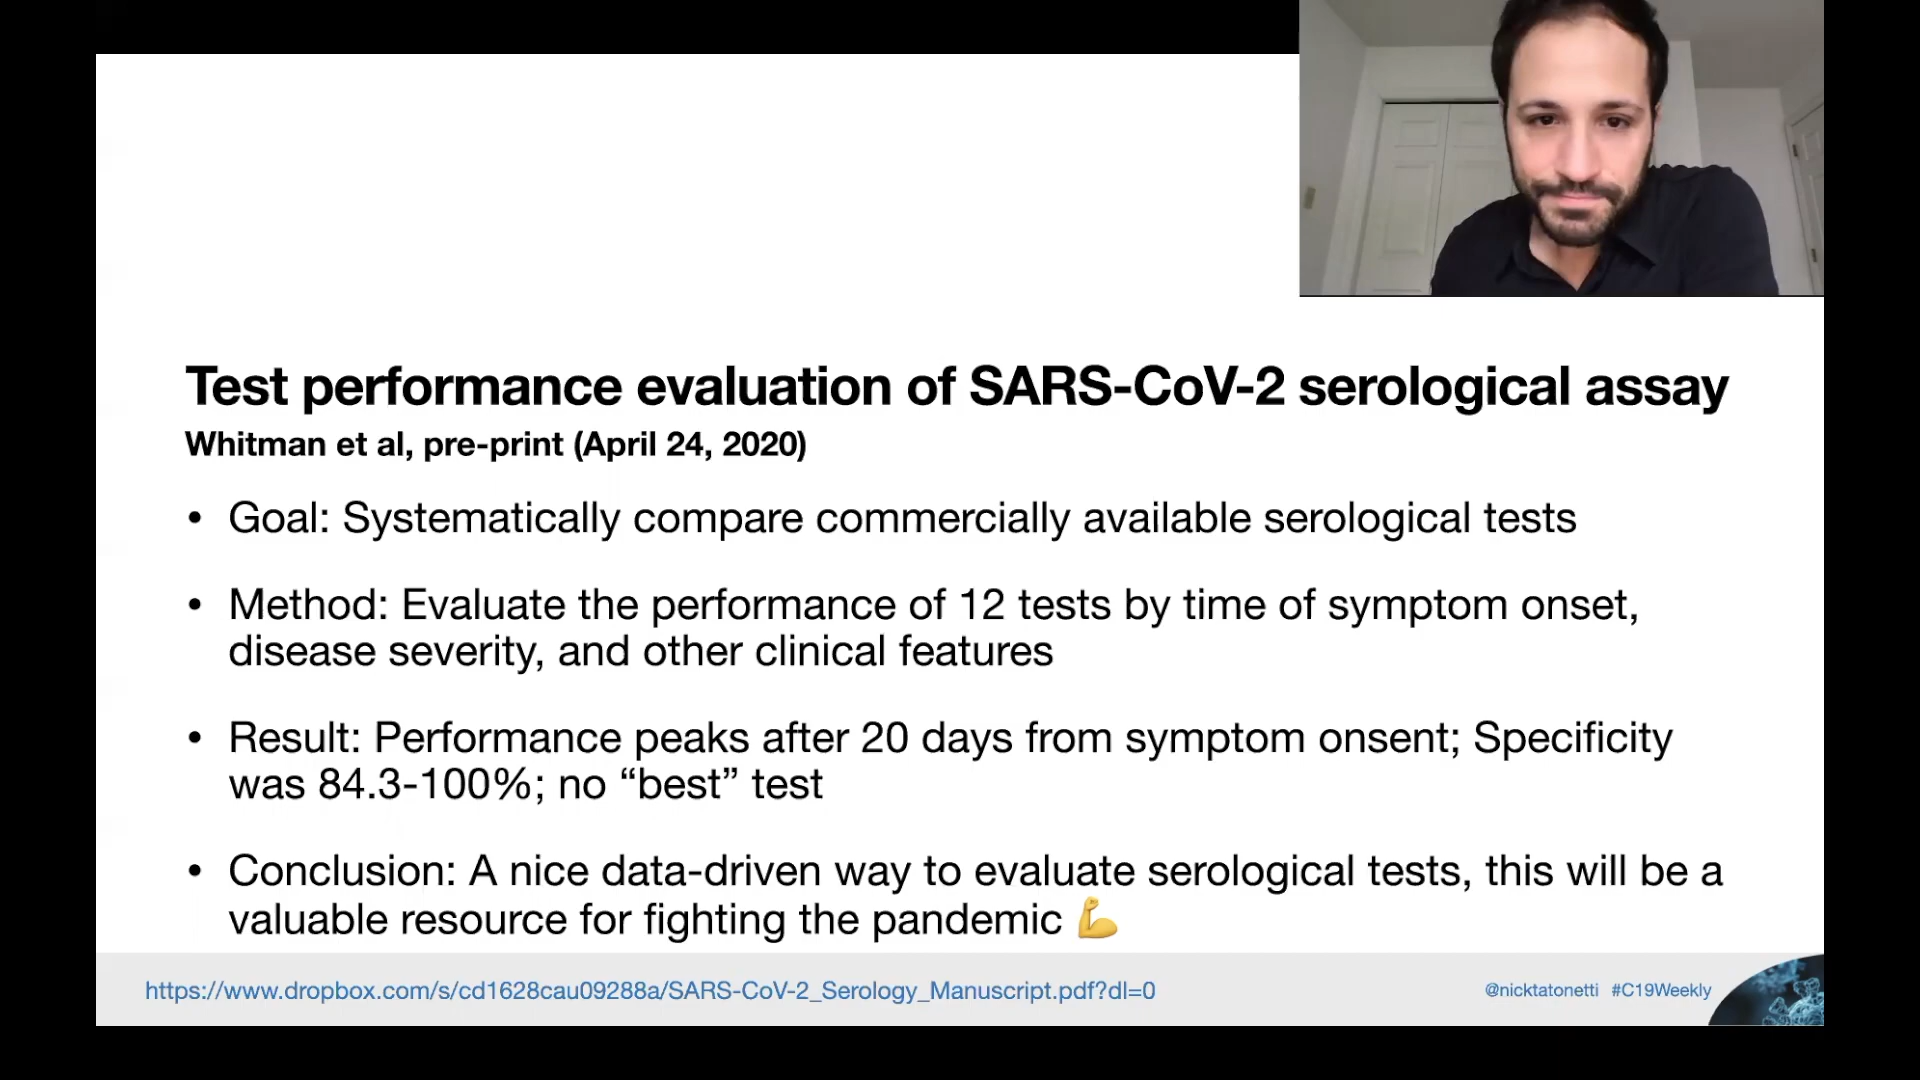 Test performance evaluation of SARS-CoV-2 serological assay
Whitman et al, pre-print (April 24, 2020)
• Goal: Systematically compare commercially available serological tests
• Method: Evaluate the performance of 12 tests by time of symptom onset,
disease severity, and other clinical features
• Result: Performance peaks after 20 days from symptom onsent; Specificity
was 84.3-100%; no “best” test
• Conclusion: A nice data-driven way to evaluate serological tests, this will be a
valuable resource for fighting the pandemic 💪
https://www.dropbox.com/s/cd1628cau09288a/SARS-CoV-2_Serology_Manuscript.pdf?dl=0
@nicktatonetti #C19Weekly